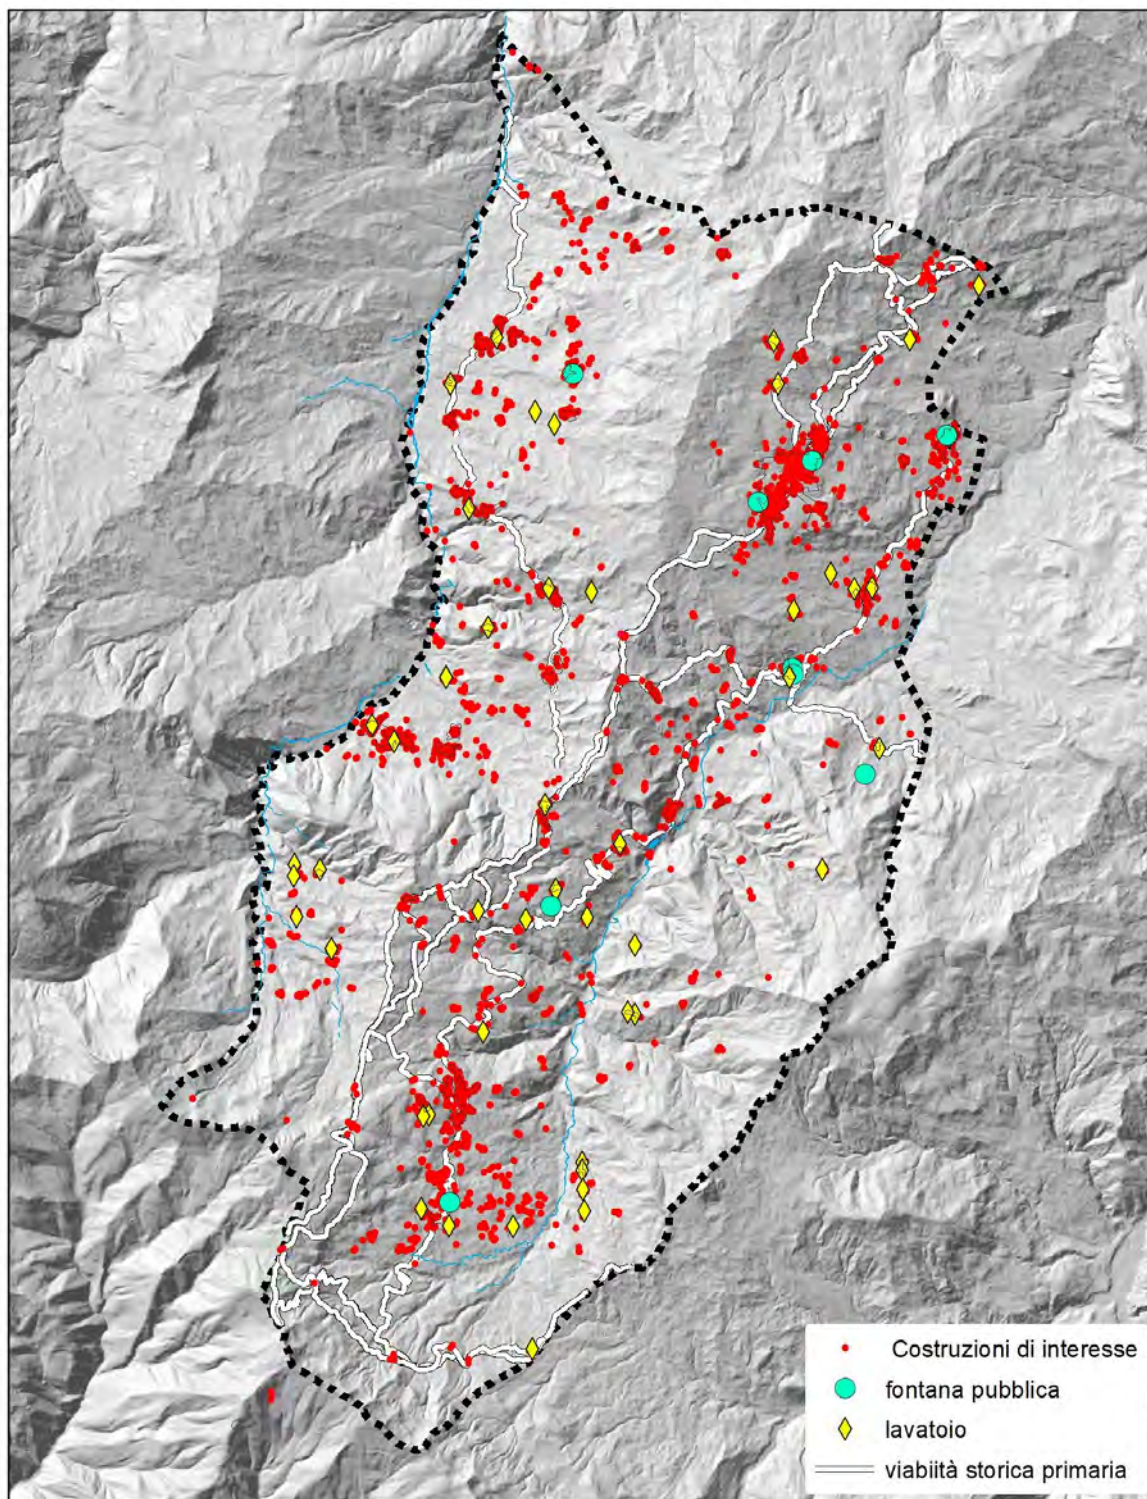 Costruzioni di interesse
fontana pubblica
lavatoio
viabiità storica primaria